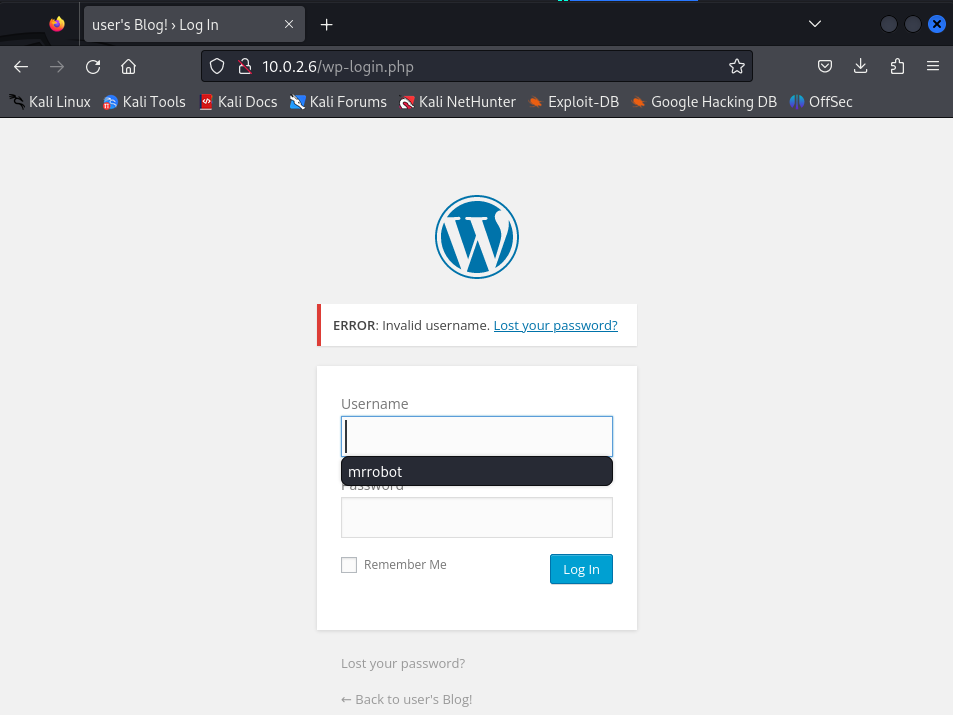 user's Blog! › Log In
10.0.2.6/wp-login.php
Kali Linux Kali Tools Kali Docs Kali Forums Kali NetHunter Exploit-DB Google Hacking DB OffSec
ERROR: Invalid username. Lost your password?
Username
mrrobot
Password
Remember Me
Log In
Lost your password?
← Back to user's Blog!